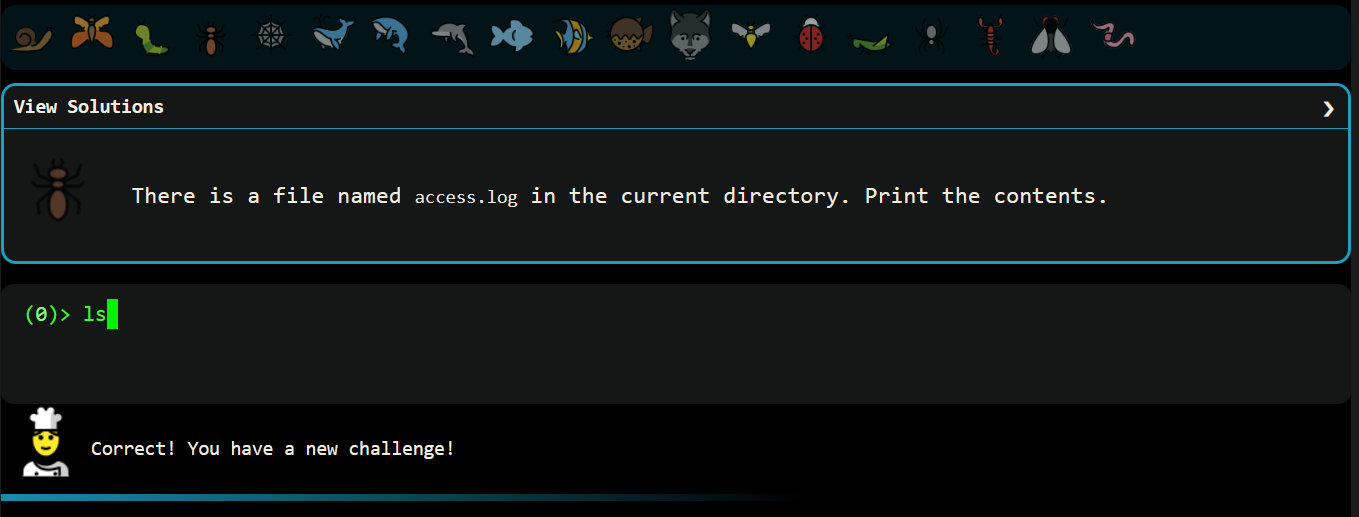 View Solutions
There is a file named access.log in the current directory. Print the contents.
(0)> ls
Correct! You have a new challenge!